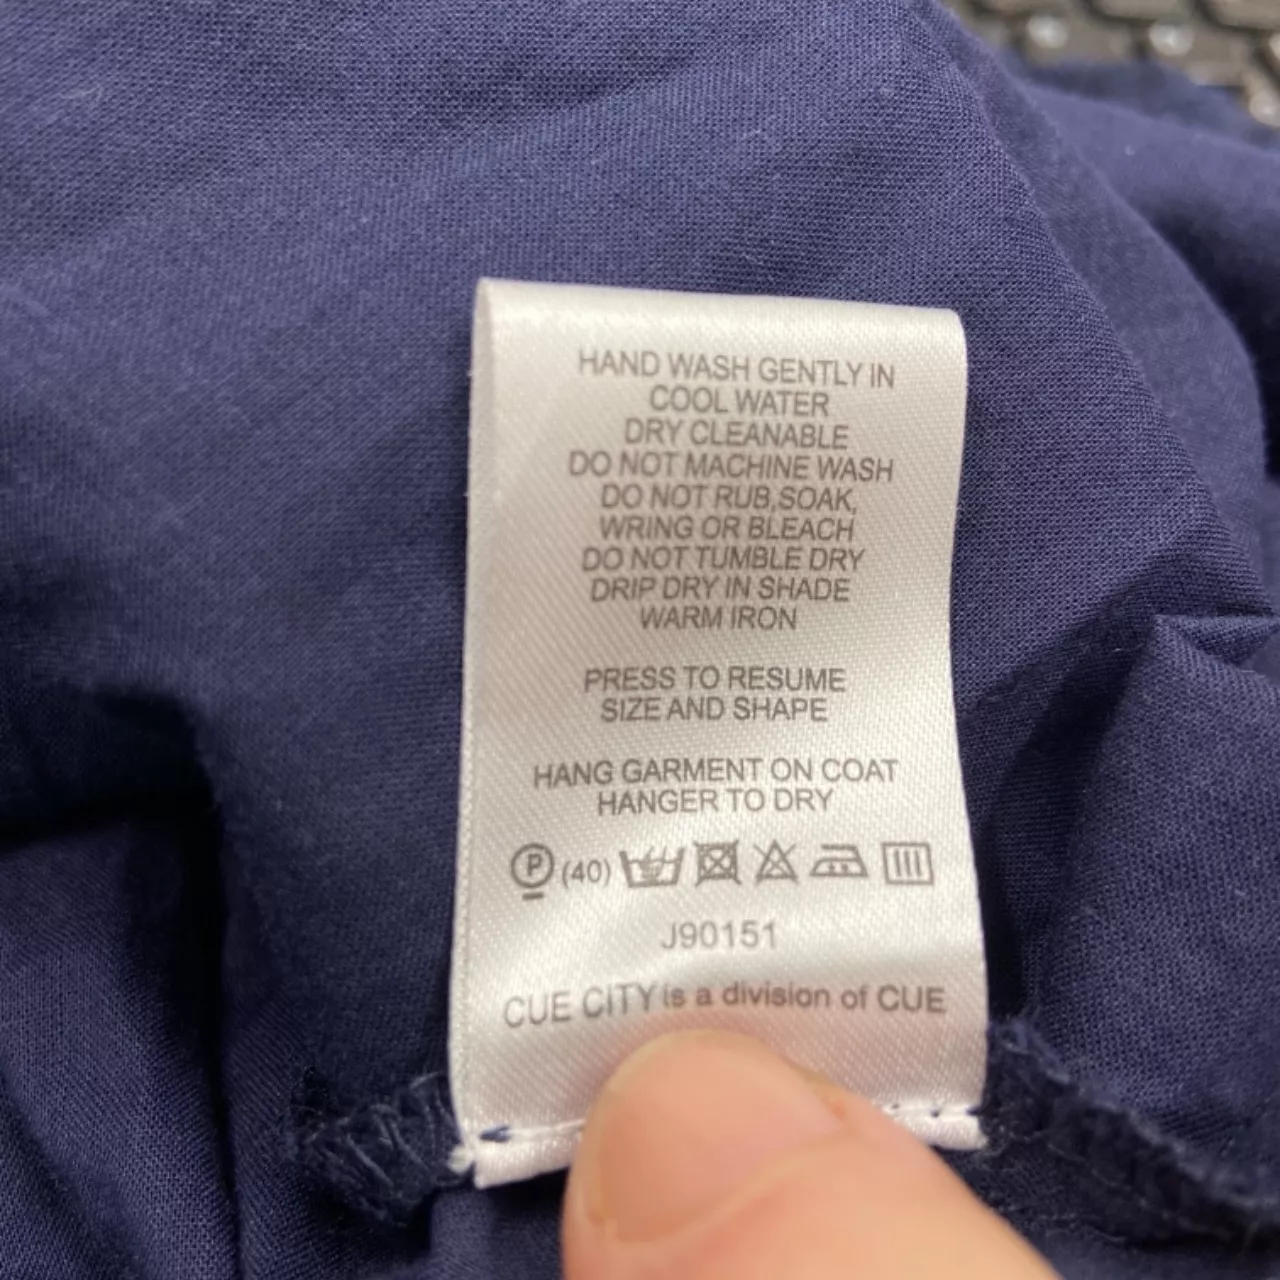 HAND WASH GENTLY IN
COOL WATER
DRY CLEANABLE
DO NOT MACHINE WASH
DO NOT RUB,SOAK,
WRING OR BLEACH
DO NOT TUMBLE DRY
DRIP DRY IN SHADE
WARM IRON
PRESS TO RESUME
SIZE AND SHAPE
HANG GARMENT ON COAT
HANGER TO DRY
P (40)
J90151
CUE CITY is a division of CUE